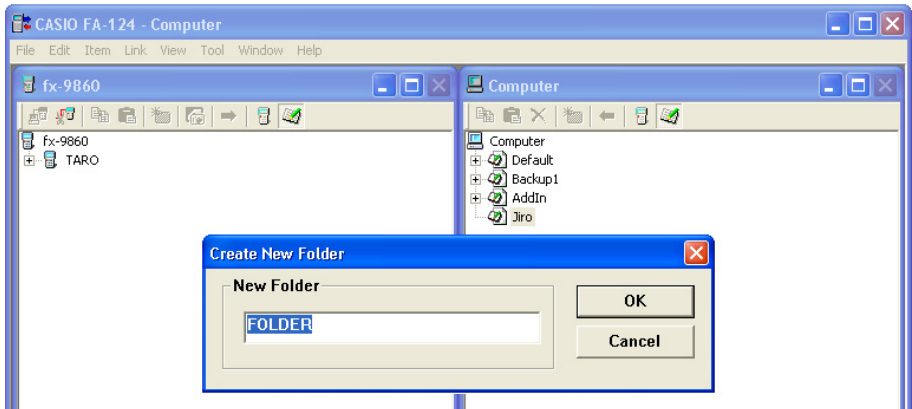 CASIO FA-124 - Computer
File Edit Item Link View Tool Window Help
fx-9860
Computer
fx-9860
TARO
Computer
Default
Backup1
AddIn
Jiro
Create New Folder
New Folder
FOLDER
OK
Cancel